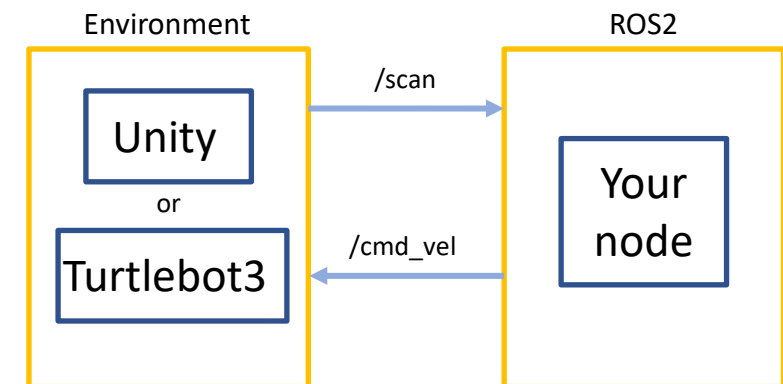 Environment
ROS2
/scan
Unity
or
Turtlebot3
/cmd_vel
Your
node